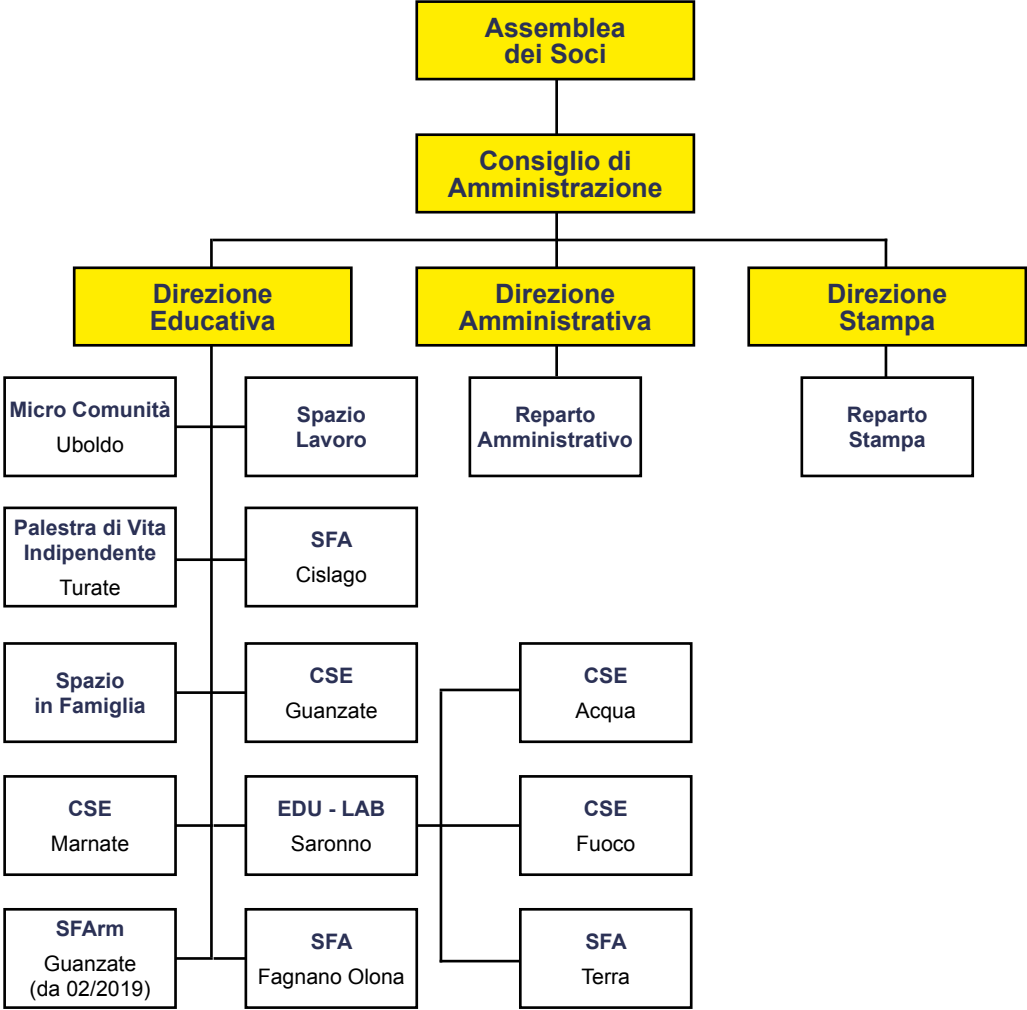 Assemblea
dei Soci
Consiglio di
Amministrazione
Direzione
Educativa
Direzione
Amministrativa
Direzione
Stampa
Micro Comunità
Uboldo
Spazio
Lavoro
Reparto
Amministrativo
Reparto
Stampa
Palestra di Vita
Indipendente
Turate
SFA
Cislago
Spazio
in Famiglia
CSE
Guanzate
CSE
Acqua
CSE
Marnate
EDU - LAB
Saronno
CSE
Fuoco
SFArm
Guanzate
(da 02/2019)
SFA
Fagnano Olona
SFA
Terra